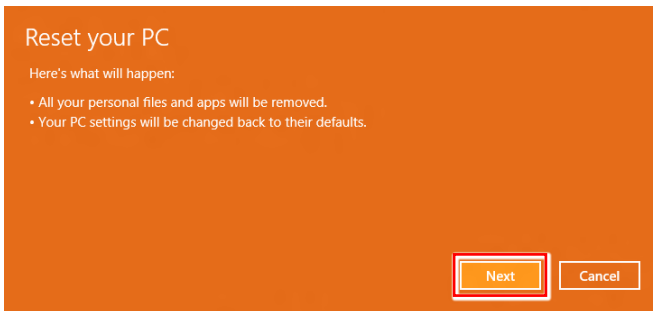 Reset your PC
Here's what will happen:
• All your personal files and apps will be removed.
• Your PC settings will be changed back to their defaults.
Next
Cancel